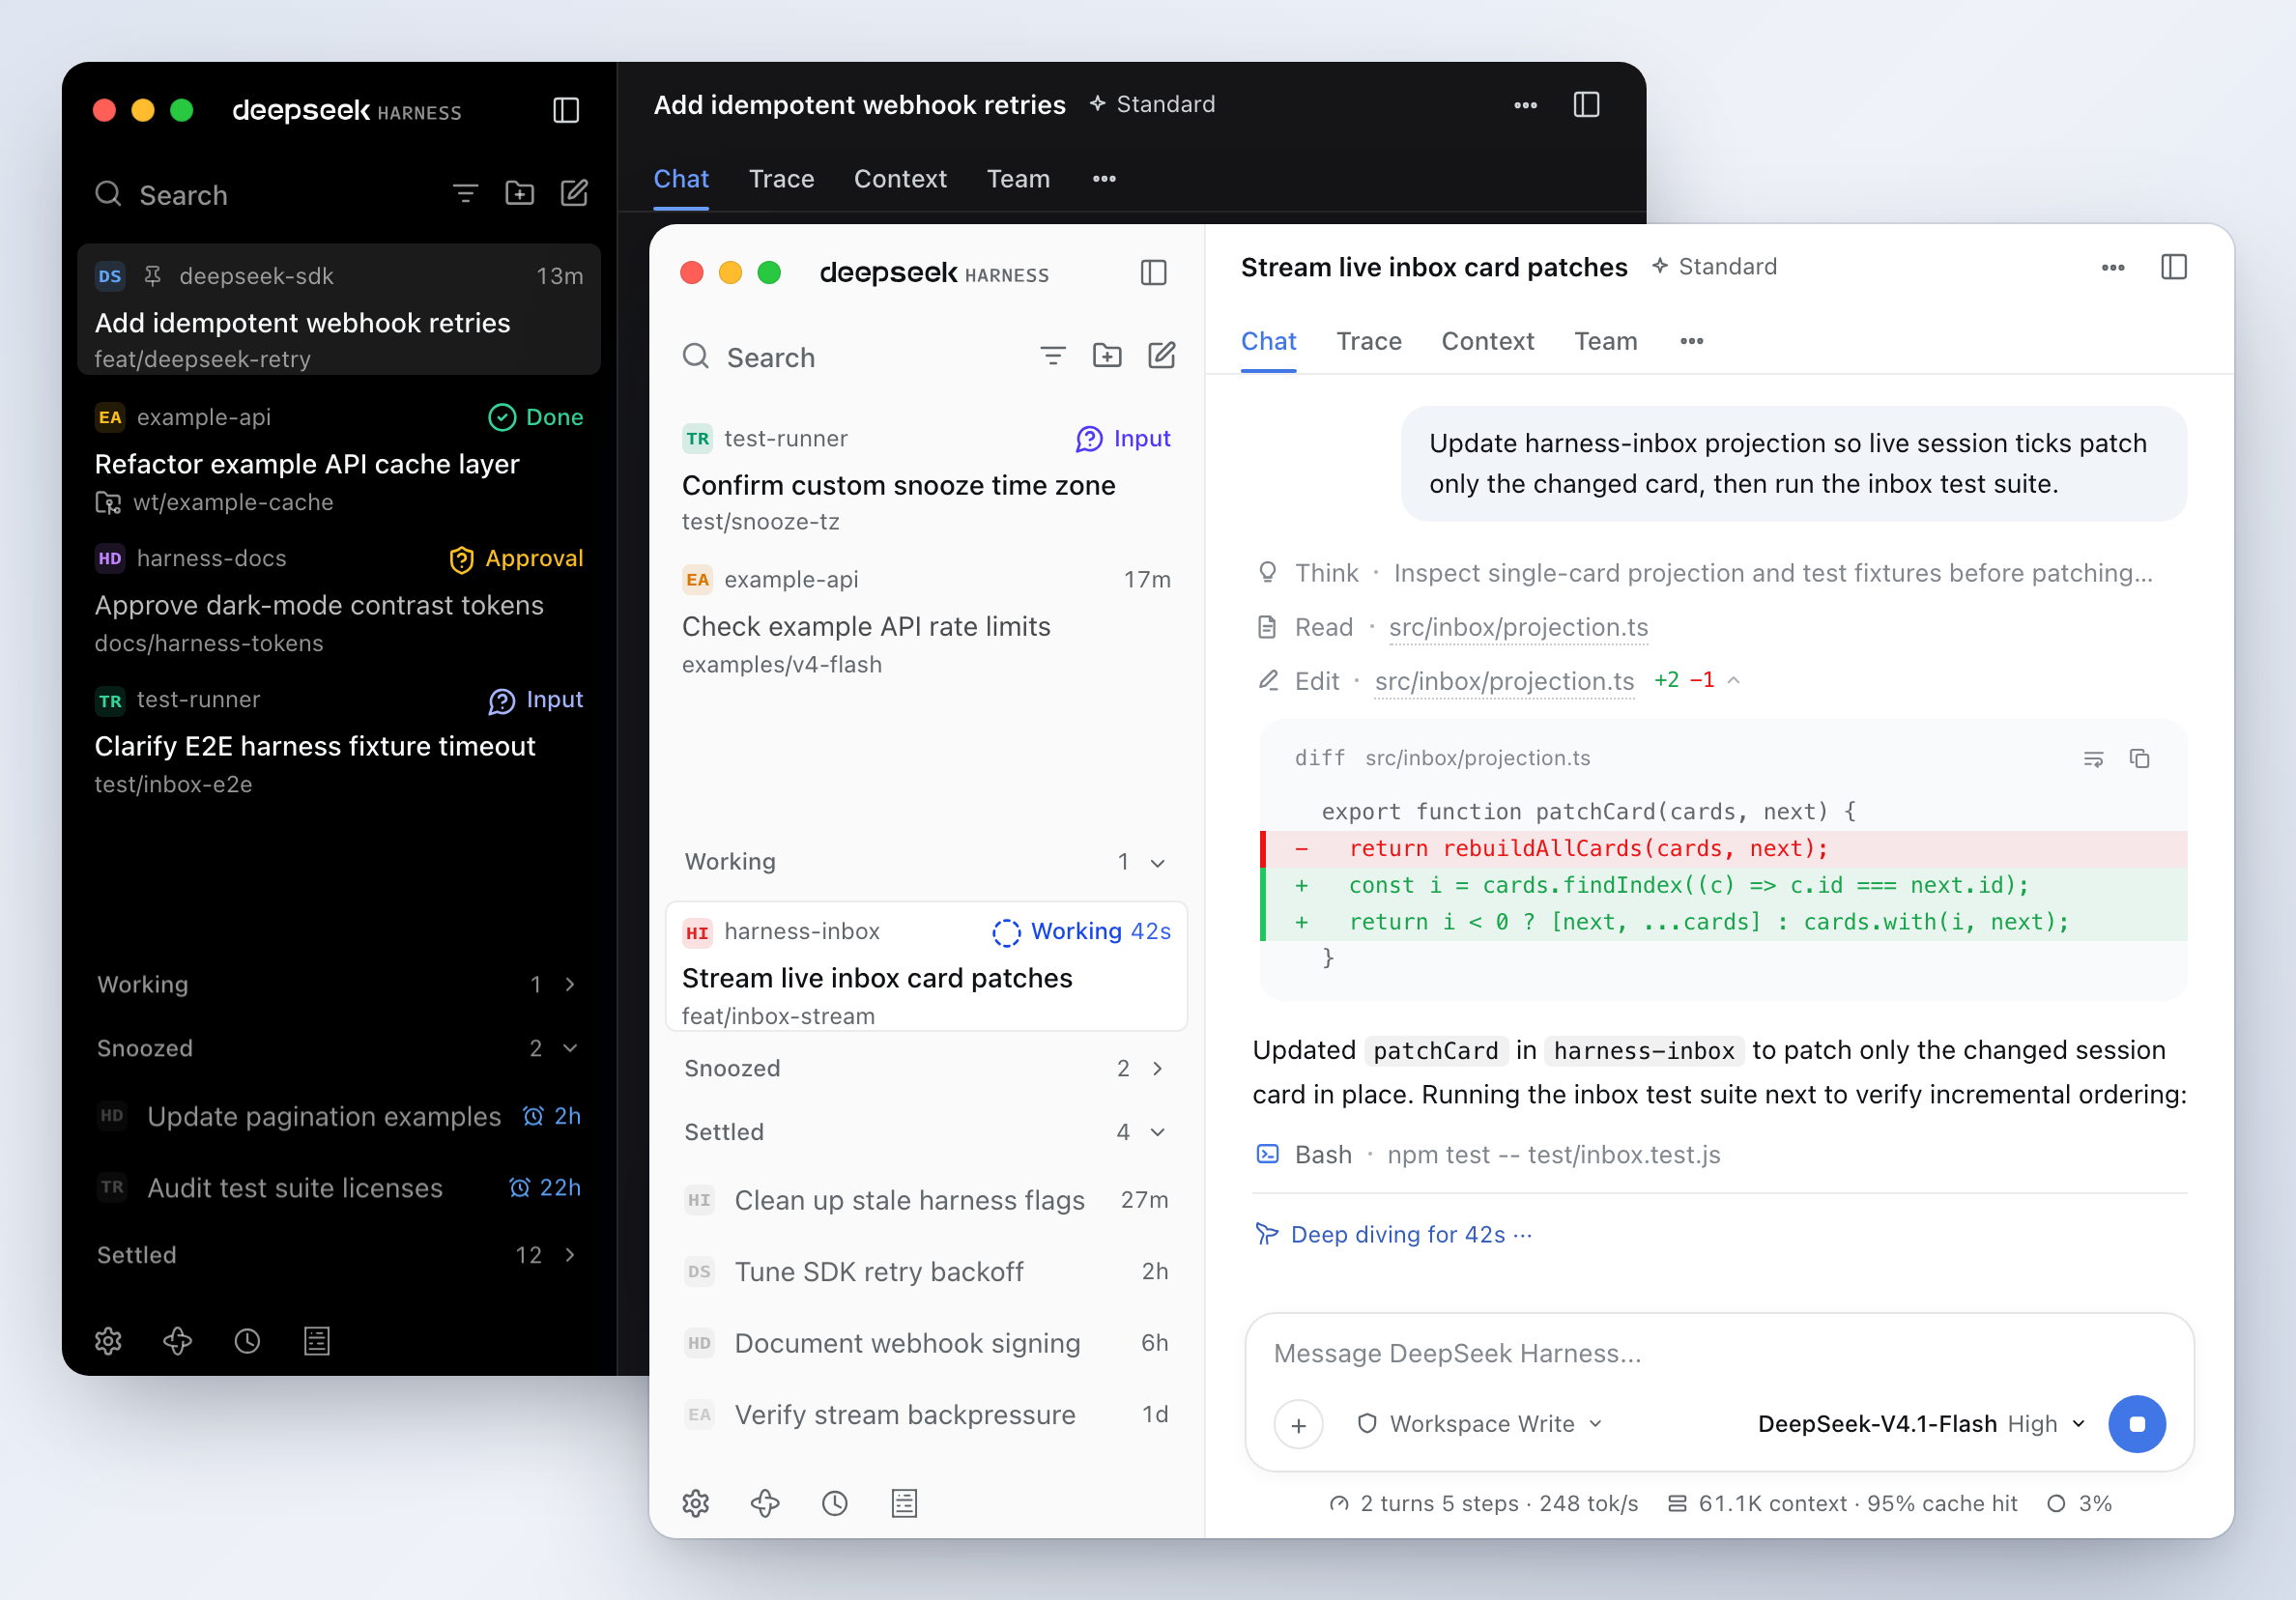 deepseek HARNESS
Search
DS deepseek-sdk 13m
Add idempotent webhook retries
feat/deepseek-retry
EA example-api Done
Refactor example API cache layer
wt/example-cache
HD harness-docs Approval
Approve dark-mode contrast tokens
docs/harness-tokens
TR test-runner Input
Clarify E2E harness fixture timeout
test/inbox-e2e
Working 1
Snoozed 2
HD Update pagination examples 2h
TR Audit test suite licenses 22h
Settled 12
Add idempotent webhook retries Standard
Chat Trace Context Team
deepseek HARNESS
Search
TR test-runner Input
Confirm custom snooze time zone
test/snooze-tz
EA example-api 17m
Check example API rate limits
examples/v4-flash
Working 1
HI harness-inbox Working 42s
Stream live inbox card patches
feat/inbox-stream
Snoozed 2
Settled 4
HI Clean up stale harness flags 27m
DS Tune SDK retry backoff 2h
HD Document webhook signing 6h
EA Verify stream backpressure 1d
Stream live inbox card patches Standard
Chat Trace Context Team
Update harness-inbox projection so live session ticks patch
only the changed card, then run the inbox test suite.
Think · Inspect single-card projection and test fixtures before patching...
Read · src/inbox/projection.ts
Edit · src/inbox/projection.ts +2 −1
diff src/inbox/projection.ts
export function patchCard(cards, next) {
− return rebuildAllCards(cards, next);
+ const i = cards.findIndex((c) => c.id === next.id);
+ return i < 0 ? [next, ...cards] : cards.with(i, next);
}
Updated patchCard in harness-inbox to patch only the changed session
card in place. Running the inbox test suite next to verify incremental ordering:
Bash · npm test -- test/inbox.test.js
Deep diving for 42s ···
Message DeepSeek Harness...
+ Workspace Write DeepSeek-V4.1-Flash High
2 turns 5 steps · 248 tok/s 61.1K context · 95% cache hit 3%